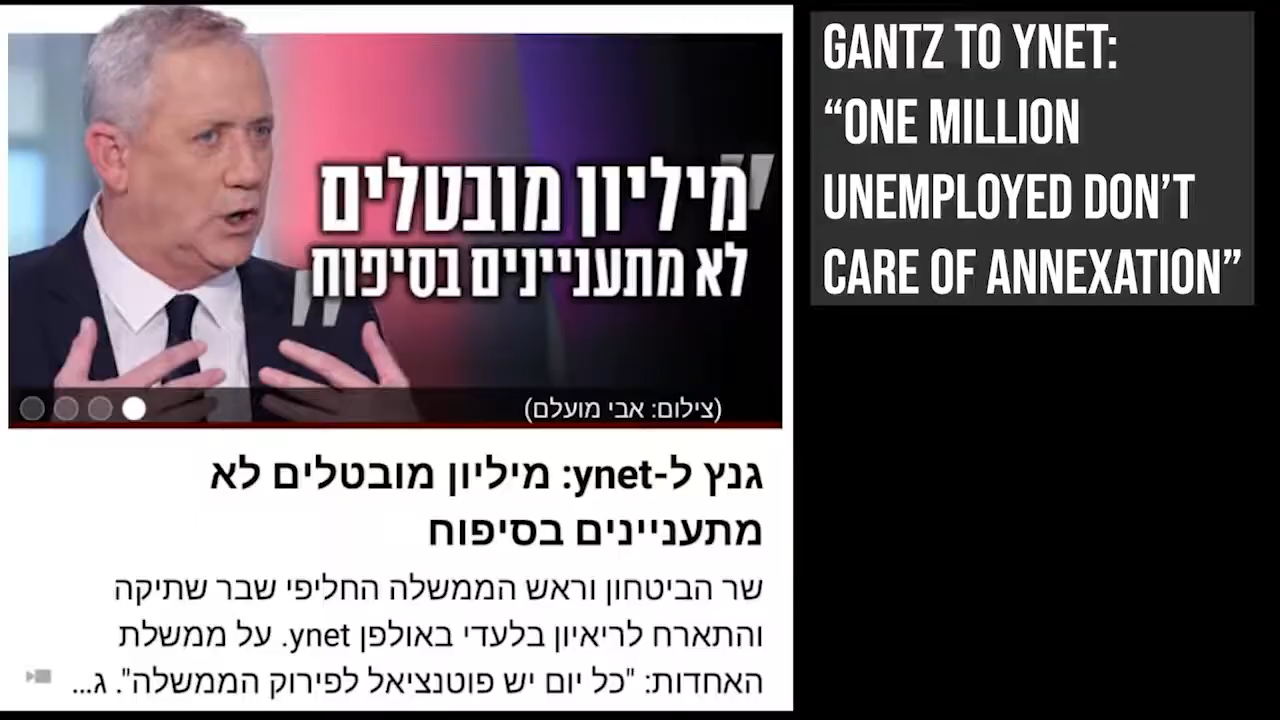 "מיליון מובטלים
לא מתעניינים בסיפוח"
(צילום: אבי מועלם)
גנץ ל-ynet: מיליון מובטלים לא
מתעניינים בסיפוח
שר הביטחון וראש הממשלה החליפי שבר שתיקה
והתארח לריאיון בלעדי באולפן ynet. על ממשלת
האחדות: "כל יום יש פוטנציאל לפירוק הממשלה". ג...
GANTZ TO YNET:
“ONE MILLION
UNEMPLOYED DON’T
CARE OF ANNEXATION”